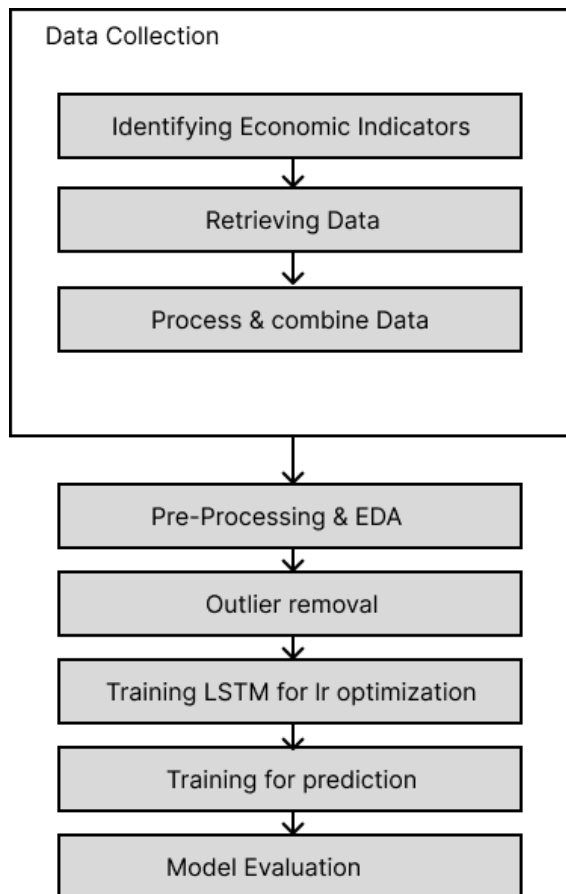 Data Collection
Identifying Economic Indicators
Retrieving Data
Process & combine Data
Pre-Processing & EDA
Outlier removal
Training LSTM for lr optimization
Training for prediction
Model Evaluation